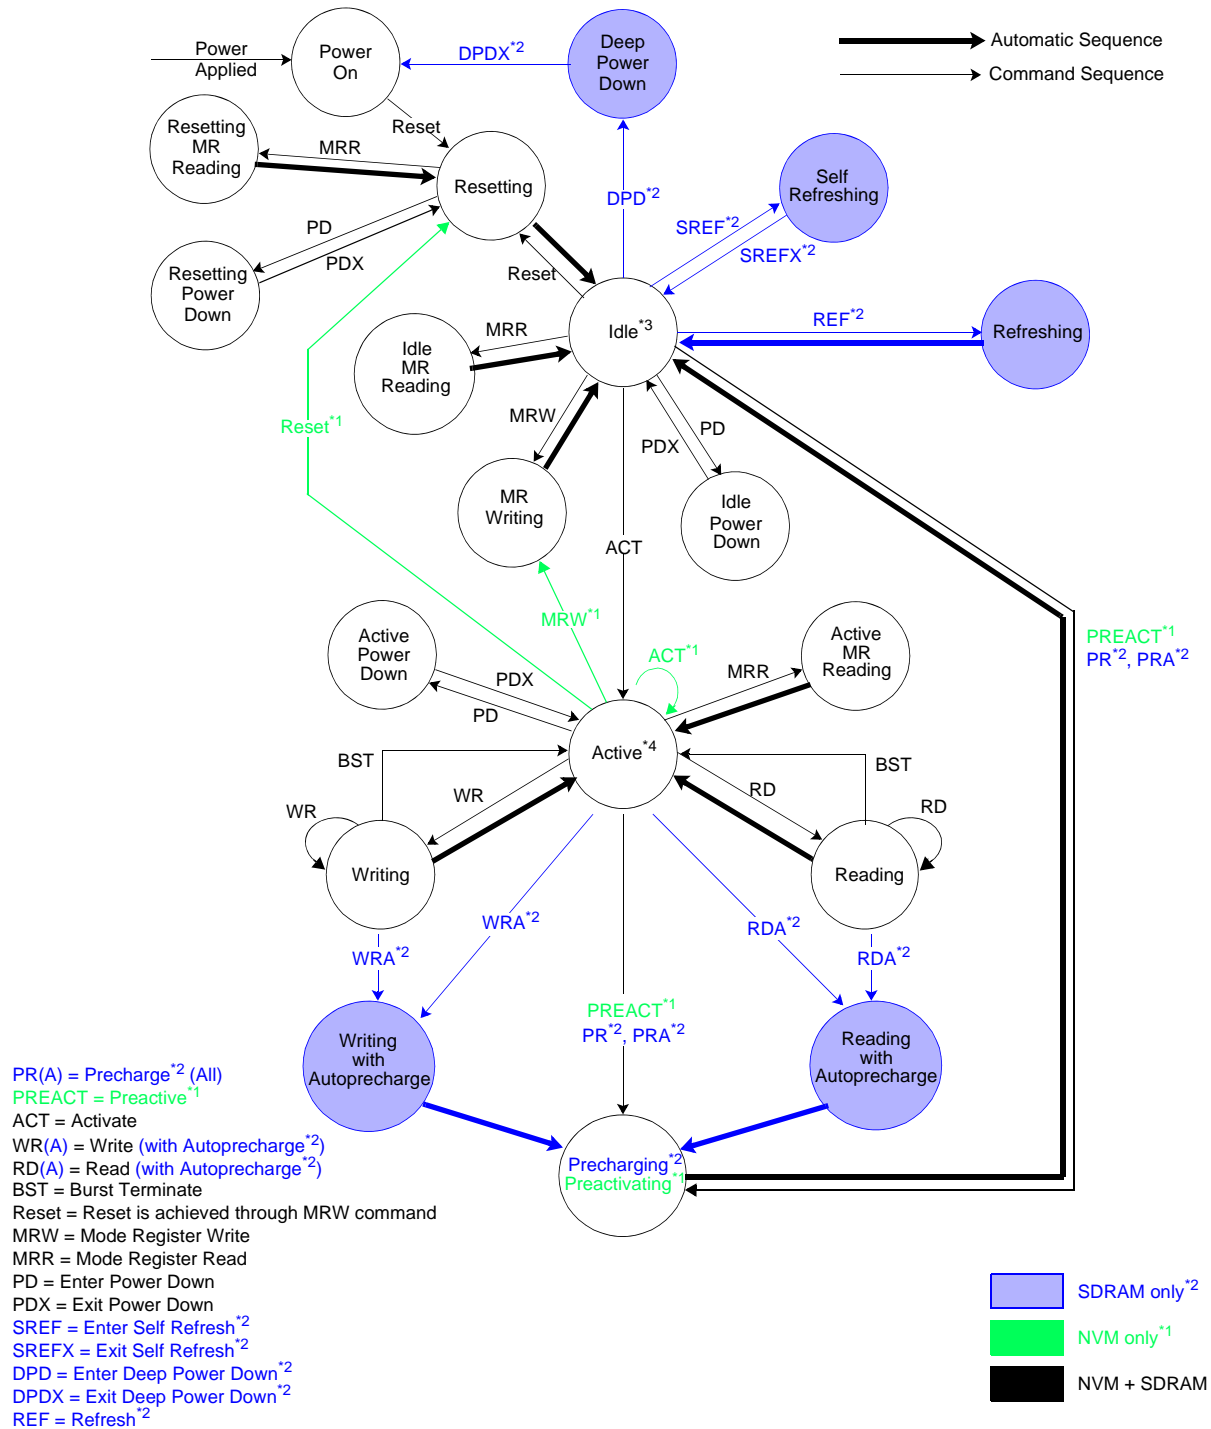 Power
Applied
Power
On
DPDX*2
Deep
Power
Down
Automatic Sequence
Command Sequence
Reset
Resetting
MR
Reading
MRR
Resetting
DPD*2
Self
Refreshing
SREF*2
SREFX*2
PD
PDX
Resetting
Power
Down
Reset
Idle*3
REF*2
Refreshing
MRR
Idle
MR
Reading
Reset*1
MRW
PD
PDX
MR
Writing
Idle
Power
Down
ACT
MRW*1
Active
Power
Down
ACT*1
Active
MR
Reading
MRR
PREACT*1
PR*2, PRA*2
PDX
PD
Active*4
BST
BST
WR
RD
WR
RD
Writing
Reading
WRA*2
WRA*2
RDA*2
RDA*2
PREACT*1
PR*2, PRA*2
Writing
with
Autoprecharge
Reading
with
Autoprecharge
Precharging*2
Preactivating*1
PR(A) = Precharge*2 (All)
PREACT = Preactive*1
ACT = Activate
WR(A) = Write (with Autoprecharge*2)
RD(A) = Read (with Autoprecharge*2)
BST = Burst Terminate
Reset = Reset is achieved through MRW command
MRW = Mode Register Write
MRR = Mode Register Read
PD = Enter Power Down
PDX = Exit Power Down
SREF = Enter Self Refresh*2
SREFX = Exit Self Refresh*2
DPD = Enter Deep Power Down*2
DPDX = Exit Deep Power Down*2
REF = Refresh*2
SDRAM only*2
NVM only*1
NVM + SDRAM